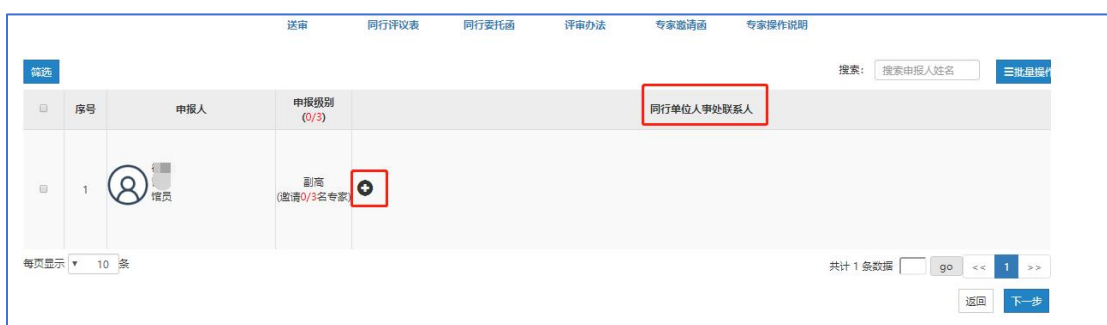 送审 同行评议表 同行委托函 评审办法 专家邀请函 专家操作说明
筛选 搜索： 搜索申报人姓名 ☰批量操作
序号 申报人 申报级别 同行单位人事处联系人
(0/3)
1 馆员 副高
(邀请0/3名专家)
每页显示 10 条 共计 1 条数据 go << 1 >>
返回 下一步